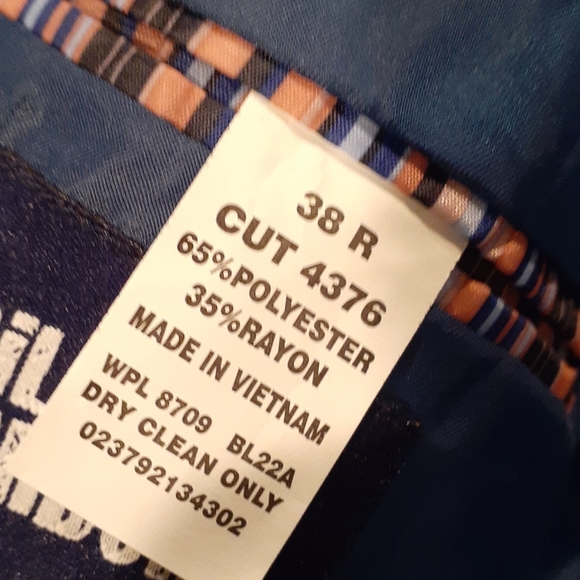 38 R
CUT 4376
65%POLYESTER
35%RAYON
MADE IN VIETNAM
WPL 8709 BL22A
DRY CLEAN ONLY
023792134302